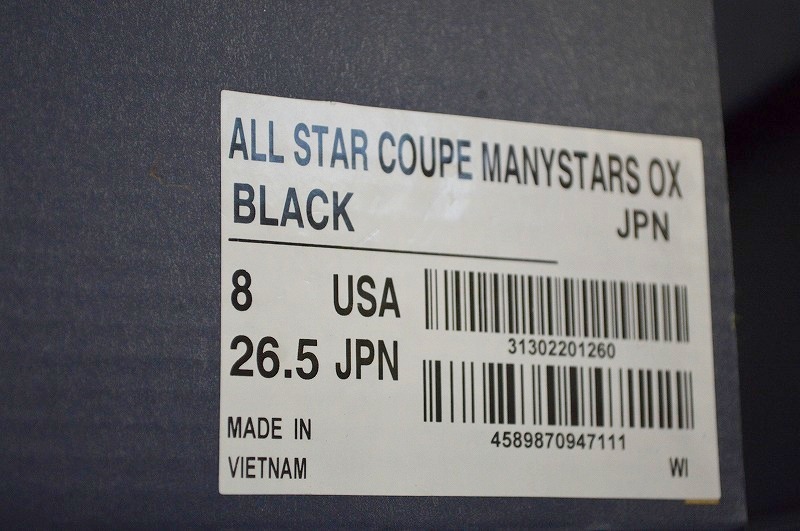 ALL STAR COUPE MANYSTARS OX
BLACK JPN
8 USA
26.5 JPN
31302201260
4589870947111
MADE IN
VIETNAM
WI